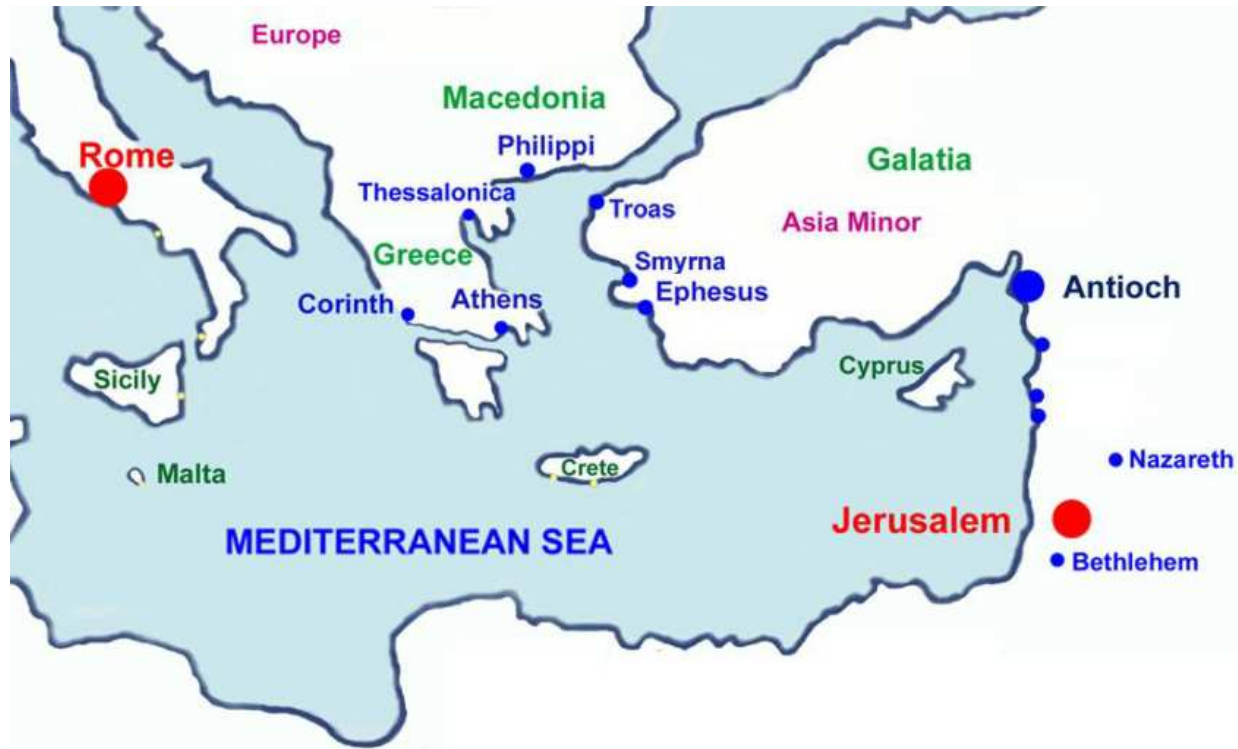 Europe
Macedonia
Philippi
Rome
Galatia
Thessalonica
Troas
Asia Minor
Greece
Smyrna
Antioch
Ephesus
Corinth
Athens
Cyprus
Sicily
Nazareth
Crete
Malta
Jerusalem
MEDITERRANEAN SEA
Bethlehem